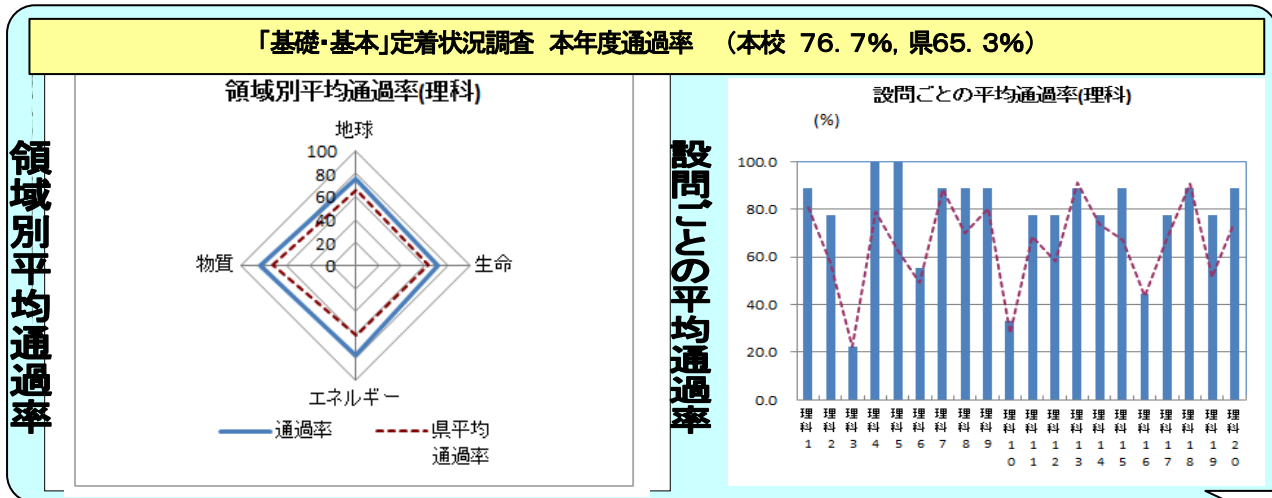 「基礎・基本」定着状況調査 本年度通過率 （本校 76．7%，県65．3%）
領域別平均通過率
領域別平均通過率(理科)
地球
100
80
60
40
20
0
物質
生命
エネルギー
通過率
県平均
通過率
設問ごとの平均通過率
設問ごとの平均通過率(理科)
(%)
100.0
80.0
60.0
40.0
20.0
0.0
理科1
理科2
理科3
理科4
理科5
理科6
理科7
理科8
理科9
理科10
理科11
理科12
理科13
理科14
理科15
理科16
理科17
理科18
理科19
理科20